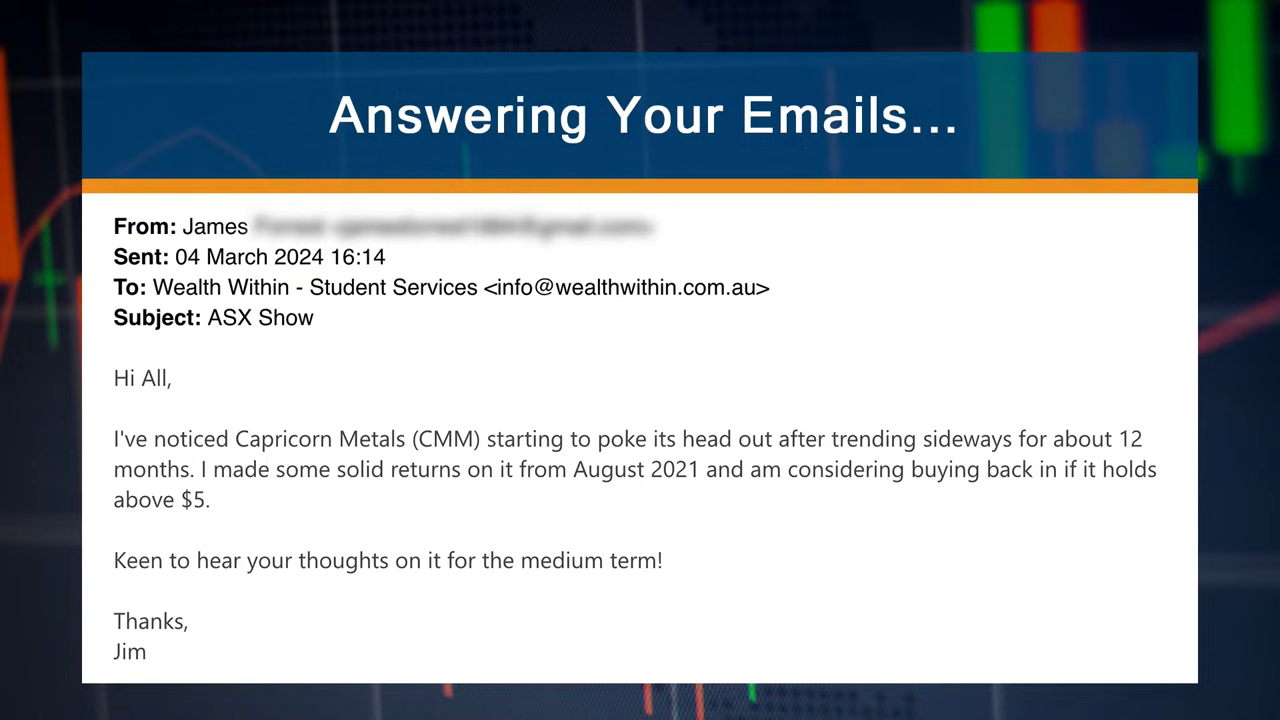 Answering Your Emails...
From: James
Sent: 04 March 2024 16:14
To: Wealth Within - Student Services <info@wealthwithin.com.au>
Subject: ASX Show
Hi All,
I've noticed Capricorn Metals (CMM) starting to poke its head out after trending sideways for about 12
months. I made some solid returns on it from August 2021 and am considering buying back in if it holds
above $5.
Keen to hear your thoughts on it for the medium term!
Thanks,
Jim